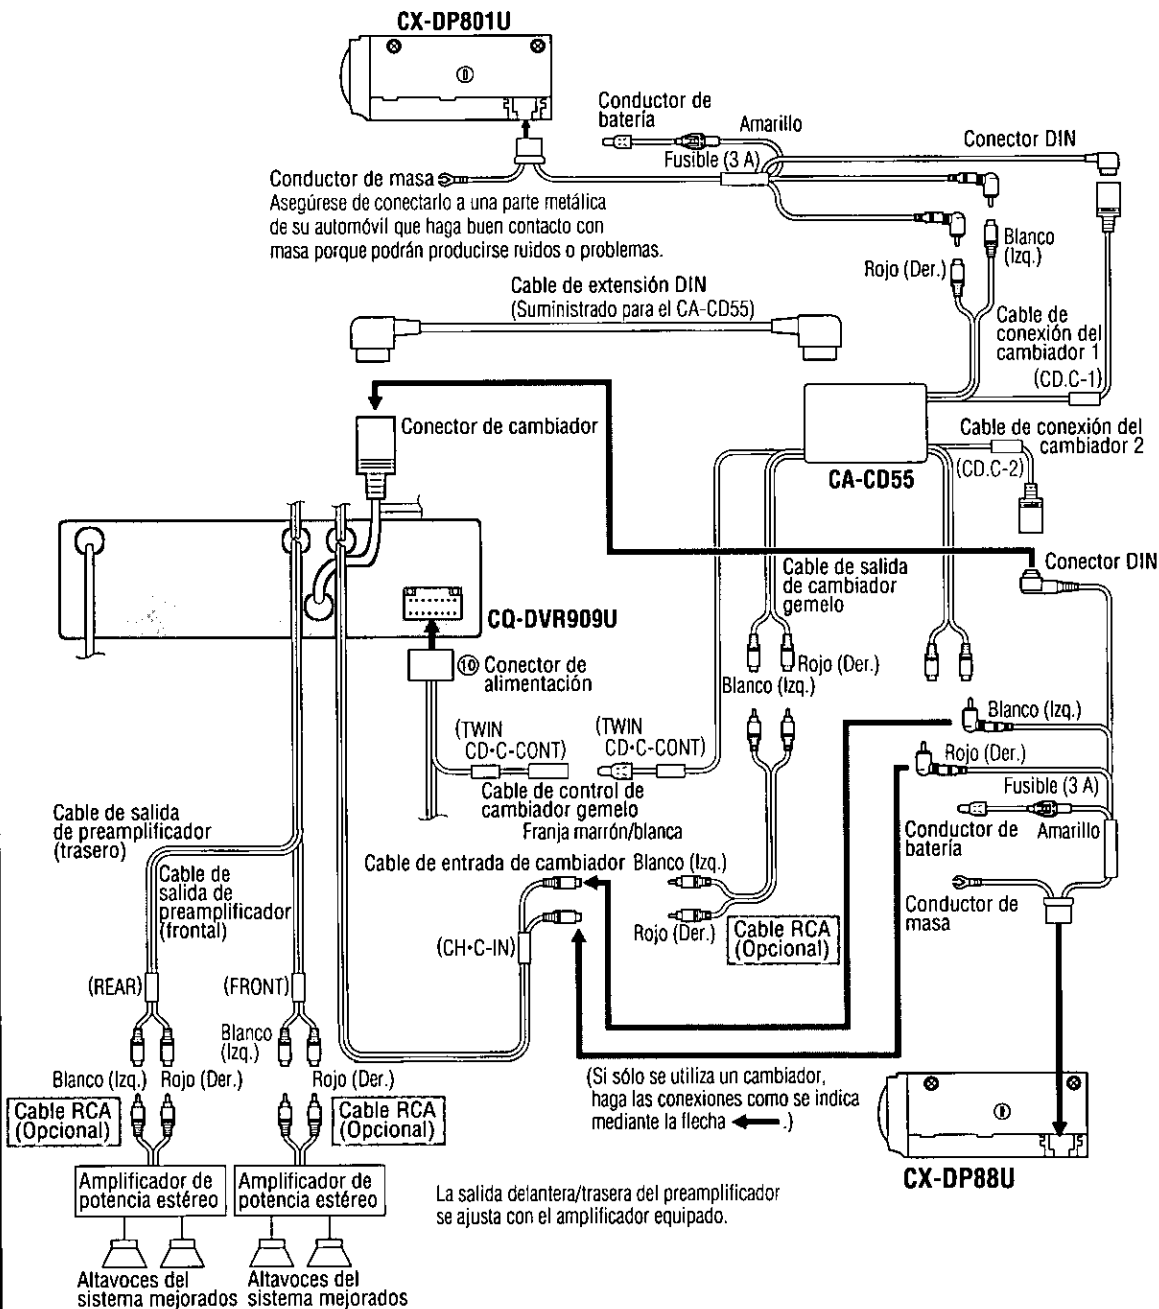 CX-DP801U
Conductor de
batería
Amarillo
Fusible (3 A)
Conector DIN
Conductor de masa
Asegúrese de conectarlo a una parte metálica
de su automóvil que haga buen contacto con
masa porque podrán producirse ruidos o problemas.
Blanco
(Izq.)
Rojo (Der.)
Cable de extensión DIN
(Suministrado para el CA-CD55)
Cable de
conexión del
cambiador 1
(CD.C-1)
Conector de cambiador
Cable de conexión del
cambiador 2
(CD.C-2)
CA-CD55
Cable de salida
de cambiador
gemelo
Conector DIN
CQ-DVR909U
⑩ Conector de
alimentación
Rojo (Der.)
Blanco (Izq.)
(TWIN
CD•C-CONT)
(TWIN
CD•C-CONT)
Blanco (Izq.)
Rojo (Der.)
Fusible (3 A)
Cable de control de
cambiador gemelo
Franja marrón/blanca
Conductor de
batería
Amarillo
Cable de salida
de preamplificador
(trasero)
Cable de
salida de
preamplificador
(frontal)
Cable de entrada de cambiador
Blanco (Izq.)
Rojo (Der.)
Cable RCA
(Opcional)
Conductor de
masa
(CH•C-IN)
(REAR)
(FRONT)
Blanco
(Izq.)
Blanco (Izq.)
Rojo (Der.)
Rojo (Der.)
Cable RCA
(Opcional)
Cable RCA
(Opcional)
(Si sólo se utiliza un cambiador,
haga las conexiones como se indica
mediante la flecha .)
CX-DP88U
Amplificador de
potencia estéreo
Amplificador de
potencia estéreo
La salida delantera/trasera del preamplificador
se ajusta con el amplificador equipado.
Altavoces del
sistema mejorados
Altavoces del
sistema mejorados